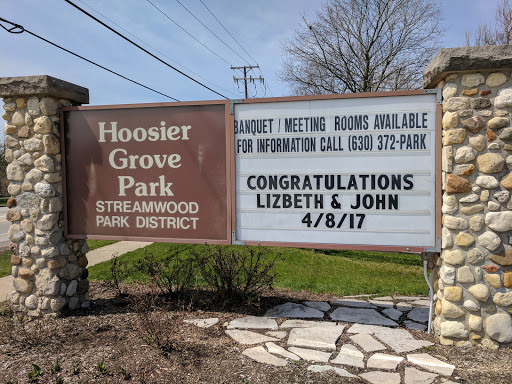 Hoosier
Grove
Park
STREAMWOOD
PARK DISTRICT
BANQUET / MEETING ROOMS AVAILABLE
FOR INFORMATION CALL (630) 372-PARK
CONGRATULATIONS
LIZBETH & JOHN
4/8/17